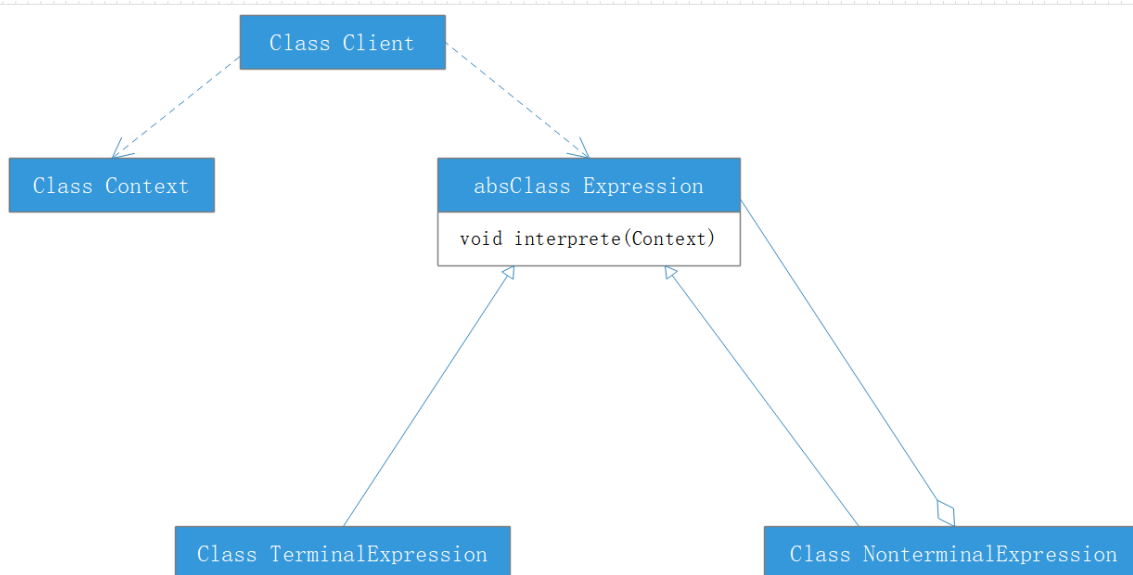 Class Client
Class Context
absClass Expression
void interprete(Context)
Class TerminalExpression
Class NonterminalExpression